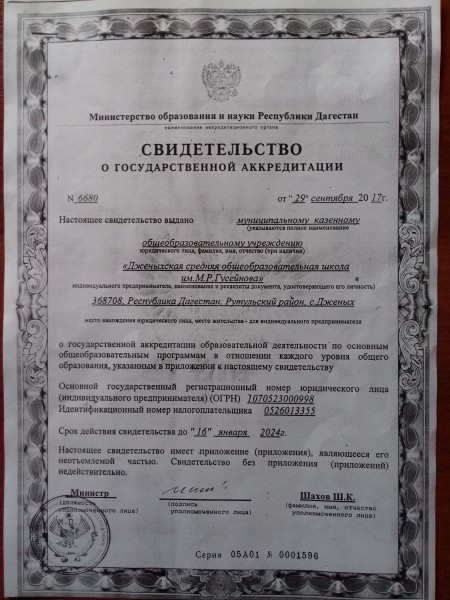 Министерство образования и науки Республики Дагестан
наименование аккредитационного органа
СВИДЕТЕЛЬСТВО
О ГОСУДАРСТВЕННОЙ АККРЕДИТАЦИИ
N 6680 от "29" сентября 2017г.
Настоящее свидетельство выдано муниципальному казенному
(указываются полное наименование
общеобразовательному учреждению
юридического лица, фамилия, имя, отчество (при наличии)
«Дженыхская средняя общеобразовательная школа
им.М.Р.Гусейнова»
индивидуального предпринимателя, наименование и реквизиты документа, удостоверяющего его личность)
368708, Республика Дагестан, Рутульский район, с.Дженых
место нахождения юридического лица, место жительства - для индивидуального предпринимателя
о государственной аккредитации образовательной деятельности по основным
общеобразовательным программам в отношении каждого уровня общего
образования, указанным в приложении к настоящему свидетельству
Основной государственный регистрационный номер юридического лица
(индивидуального предпринимателя) (ОГРН) 1070523000998
Идентификационный номер налогоплательщика 0526013355
Срок действия свидетельства до "16" января 2024г.
Настоящее свидетельство имеет приложение (приложения), являющееся его
неотъемлемой частью. Свидетельство без приложения (приложений)
недействительно.
Министр Шахов Ш.К.
(должность (подпись (фамилия, имя, отчество
уполномоченного лица) уполномоченного лица) уполномоченного лица)
Серия 05А01 № 0001596